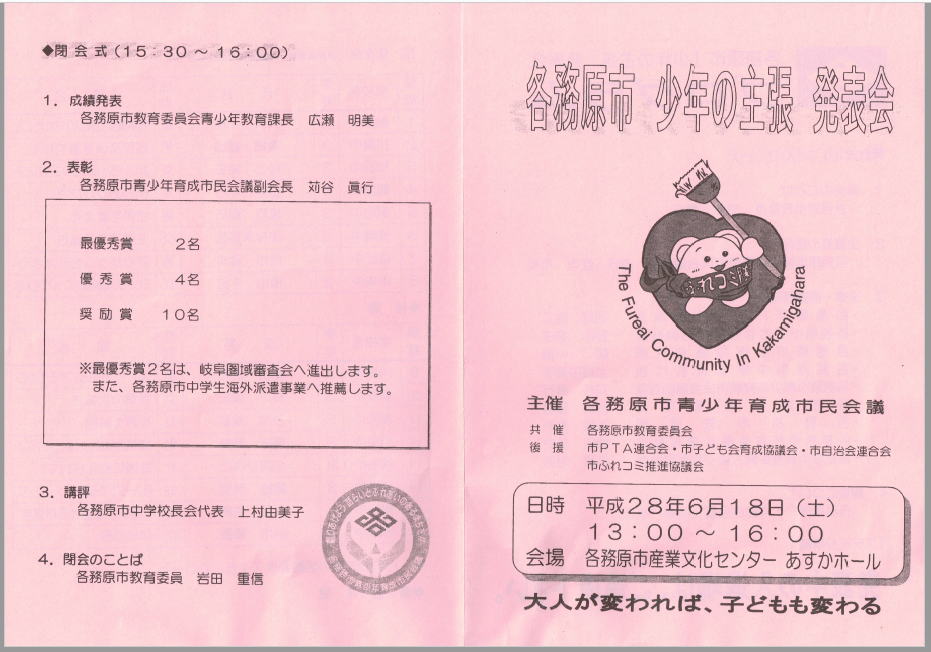 ◆閉会式(15:30～16:00)
1．成績発表
各務原市教育委員会青少年教育課長　広瀬　明美
2．表彰
各務原市青少年育成市民会議副会長　苅谷　眞行
最優秀賞　　2名
優秀賞　　4名
奨励賞　　10名
※最優秀賞2名は、岐阜圏域審査会へ進出します。
また、各務原市中学生海外派遣事業へ推薦します。
3．講評
各務原市中学校長会代表　上村由美子
4．閉会のことば
各務原市教育委員　岩田　重信
各務原市　少年の主張　発表会
ふれコミ隊
The Fureai Community In Kakamigahara
主催　各務原市青少年育成市民会議
共催　各務原市教育委員会
後援　市PTA連合会・市子ども会育成協議会・市自治会連合会
市ふれコミ推進協議会
日時　平成28年6月18日（土）
13:00～16:00
会場　各務原市産業文化センター　あすかホール
大人が変われば、子どもも変わる